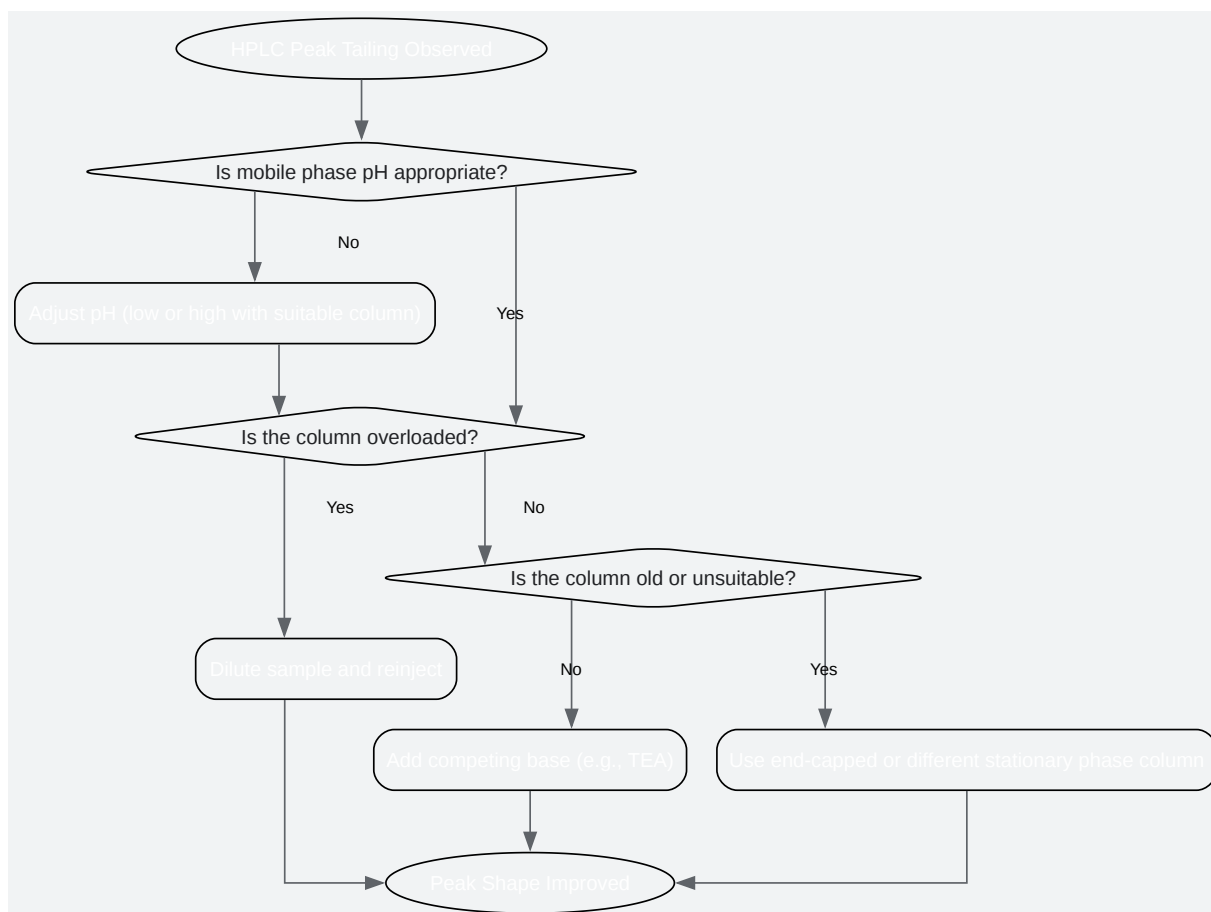 HPLC Peak Tailing Observed
Is mobile phase pH appropriate?
No
Adjust pH (low or high with suitable column)
Yes
Is the column overloaded?
Yes
No
Is the column old or unsuitable?
Dilute sample and reinject
No
Yes
Add competing base (e.g., TEA)
Use end-capped or different stationary phase column
Peak Shape Improved